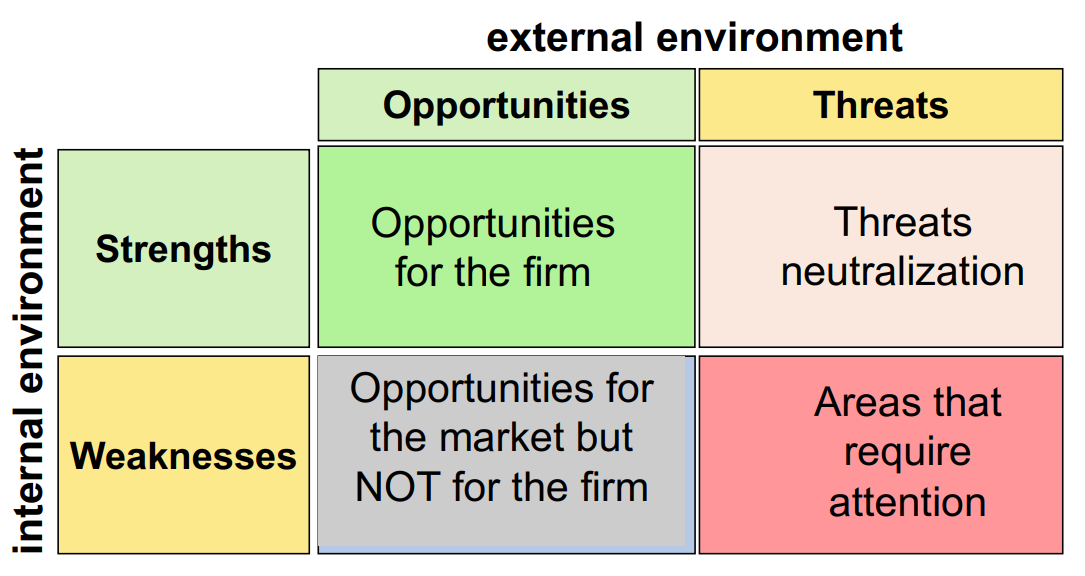 external environment
Opportunities
Threats
internal environment
Strengths
Opportunities
for the firm
Threats
neutralization
Weaknesses
Opportunities for
the market but
NOT for the firm
Areas that
require
attention